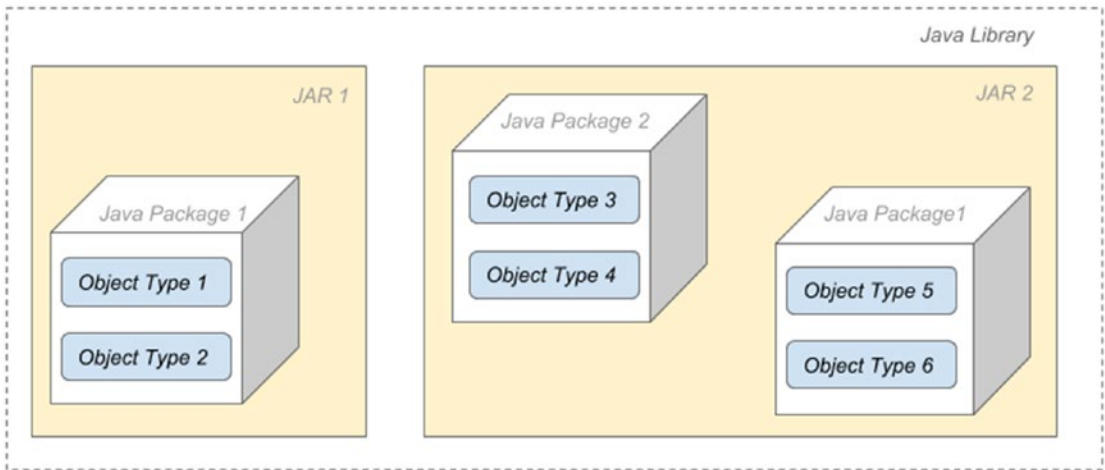 Java Library
JAR 1
Java Package 1
Object Type 1
Object Type 2
JAR 2
Java Package 2
Object Type 3
Object Type 4
Java Package1
Object Type 5
Object Type 6